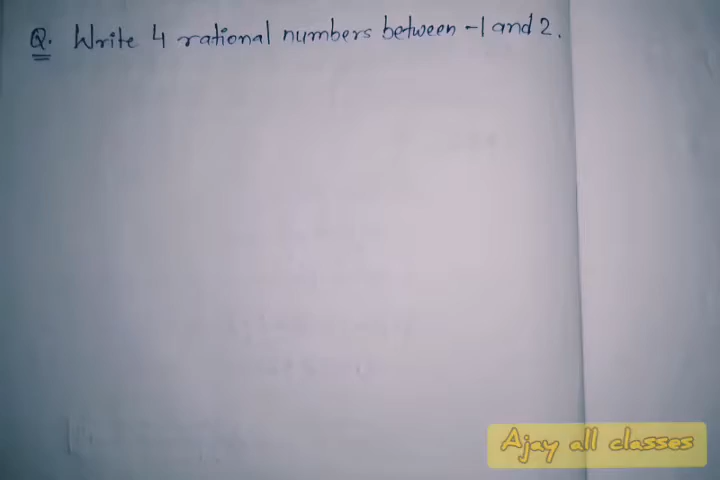 Q. Write 4 rational numbers between -1 and 2.
Ajay all classes